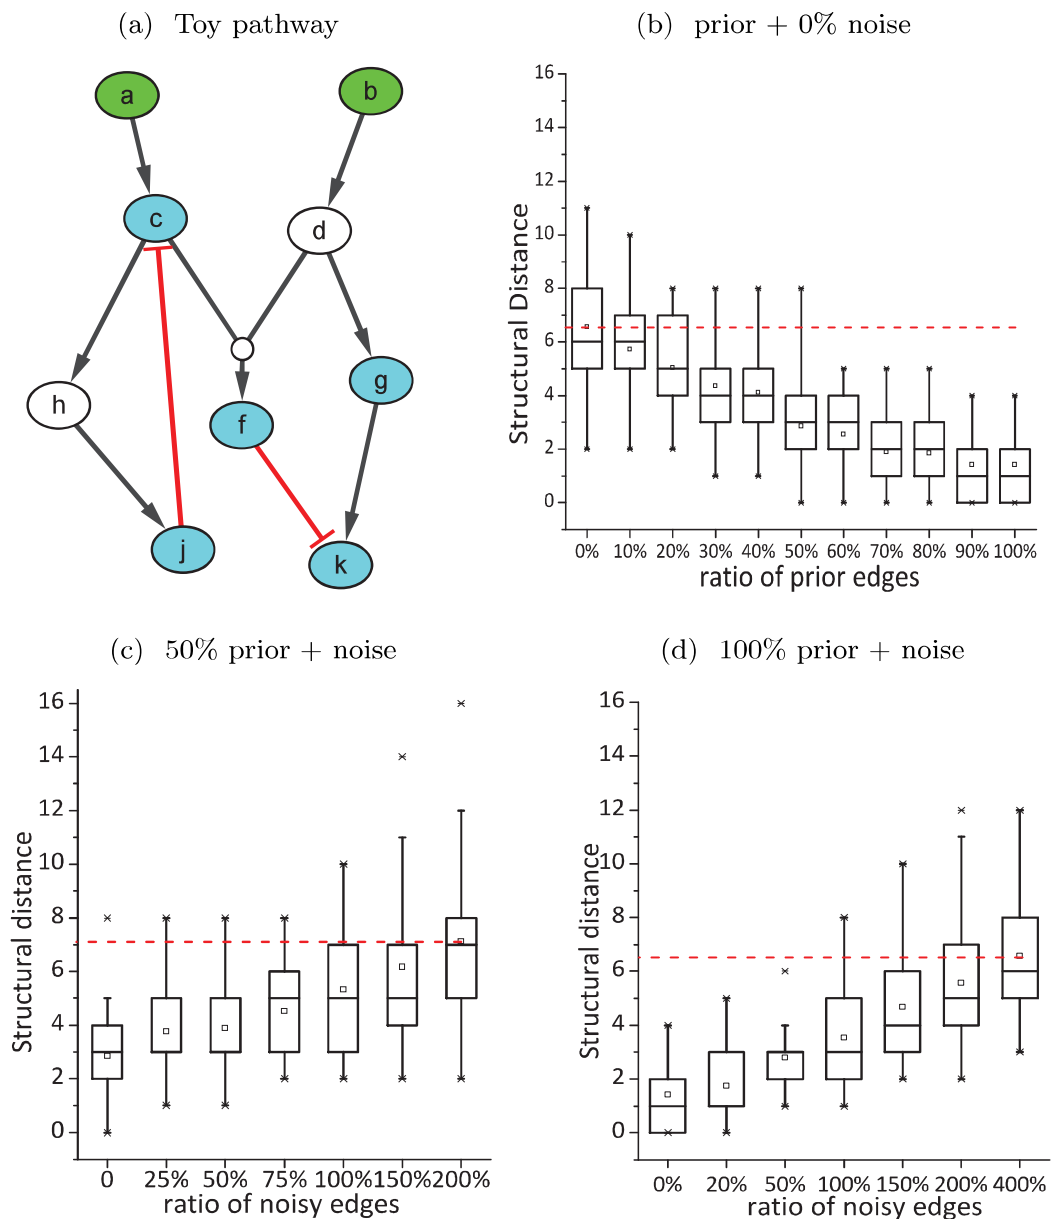 (a) Toy pathway
a
b
c
d
h
g
f
j
k
(b) prior + 0% noise
Structural Distance
16
14
12
10
8
6
4
2
0
0% 10% 20% 30% 40% 50% 60% 70% 80% 90% 100%
ratio of prior edges
(c) 50% prior + noise
Structural distance
16
14
12
10
8
6
4
2
0
0 25% 50% 75% 100% 150% 200%
ratio of noisy edges
(d) 100% prior + noise
Structural distance
16
14
12
10
8
6
4
2
0
0% 20% 50% 100% 150% 200% 400%
ratio of noisy edges